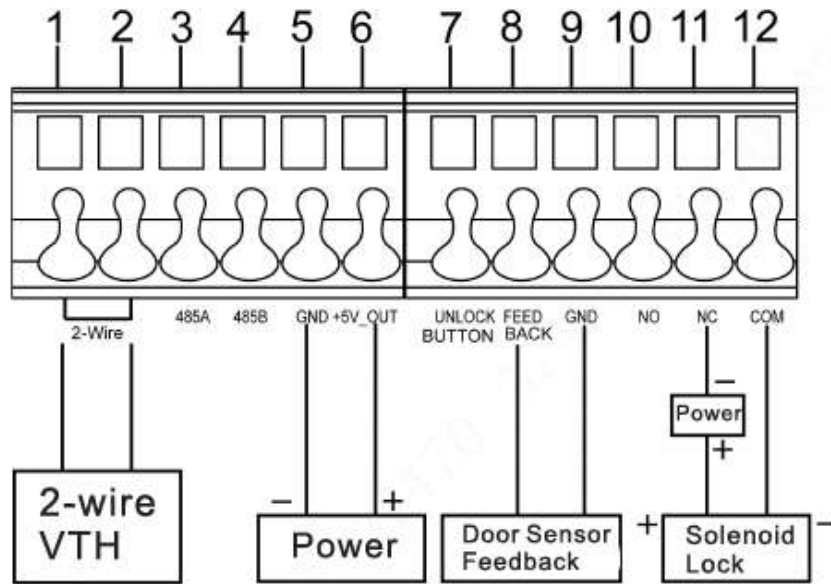 1 2 3 4 5 6 7 8 9 10 11 12
485A 485B GND +5V_OUT UNLOCK FEED GND NO NC COM
2-Wire BUTTON BACK
−
Power
+
2-wire − + Door Sensor + Solenoid −
VTH Power Feedback Lock